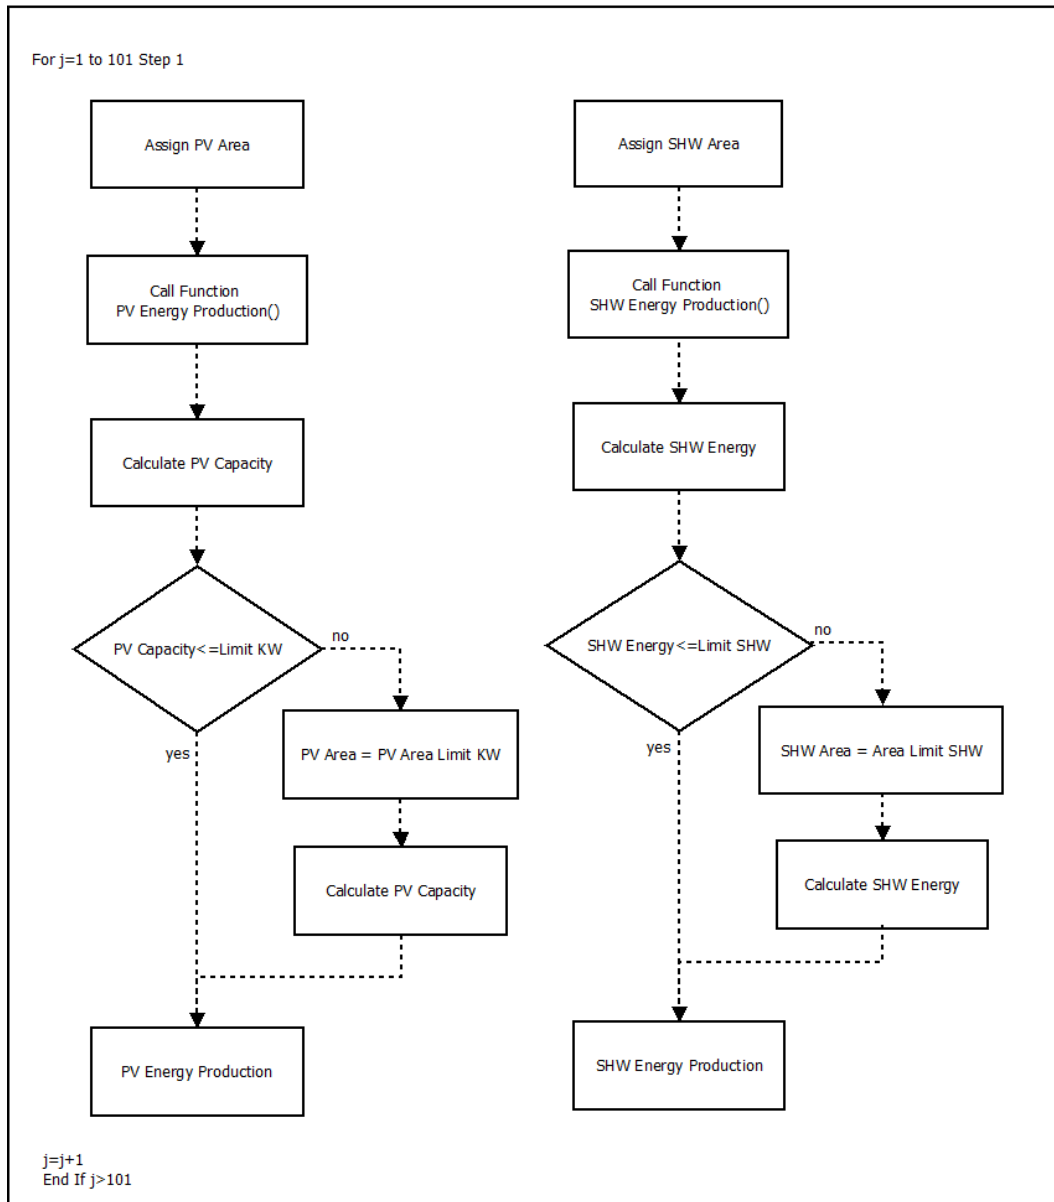 For j=1 to 101 Step 1
Assign PV Area
Call Function
PV Energy Production()
Calculate PV Capacity
PV Capacity<=Limit KW
no
yes
PV Area = PV Area Limit KW
Calculate PV Capacity
PV Energy Production
Assign SHW Area
Call Function
SHW Energy Production()
Calculate SHW Energy
SHW Energy<=Limit SHW
no
yes
SHW Area = Area Limit SHW
Calculate SHW Energy
SHW Energy Production
j=j+1
End If j>101